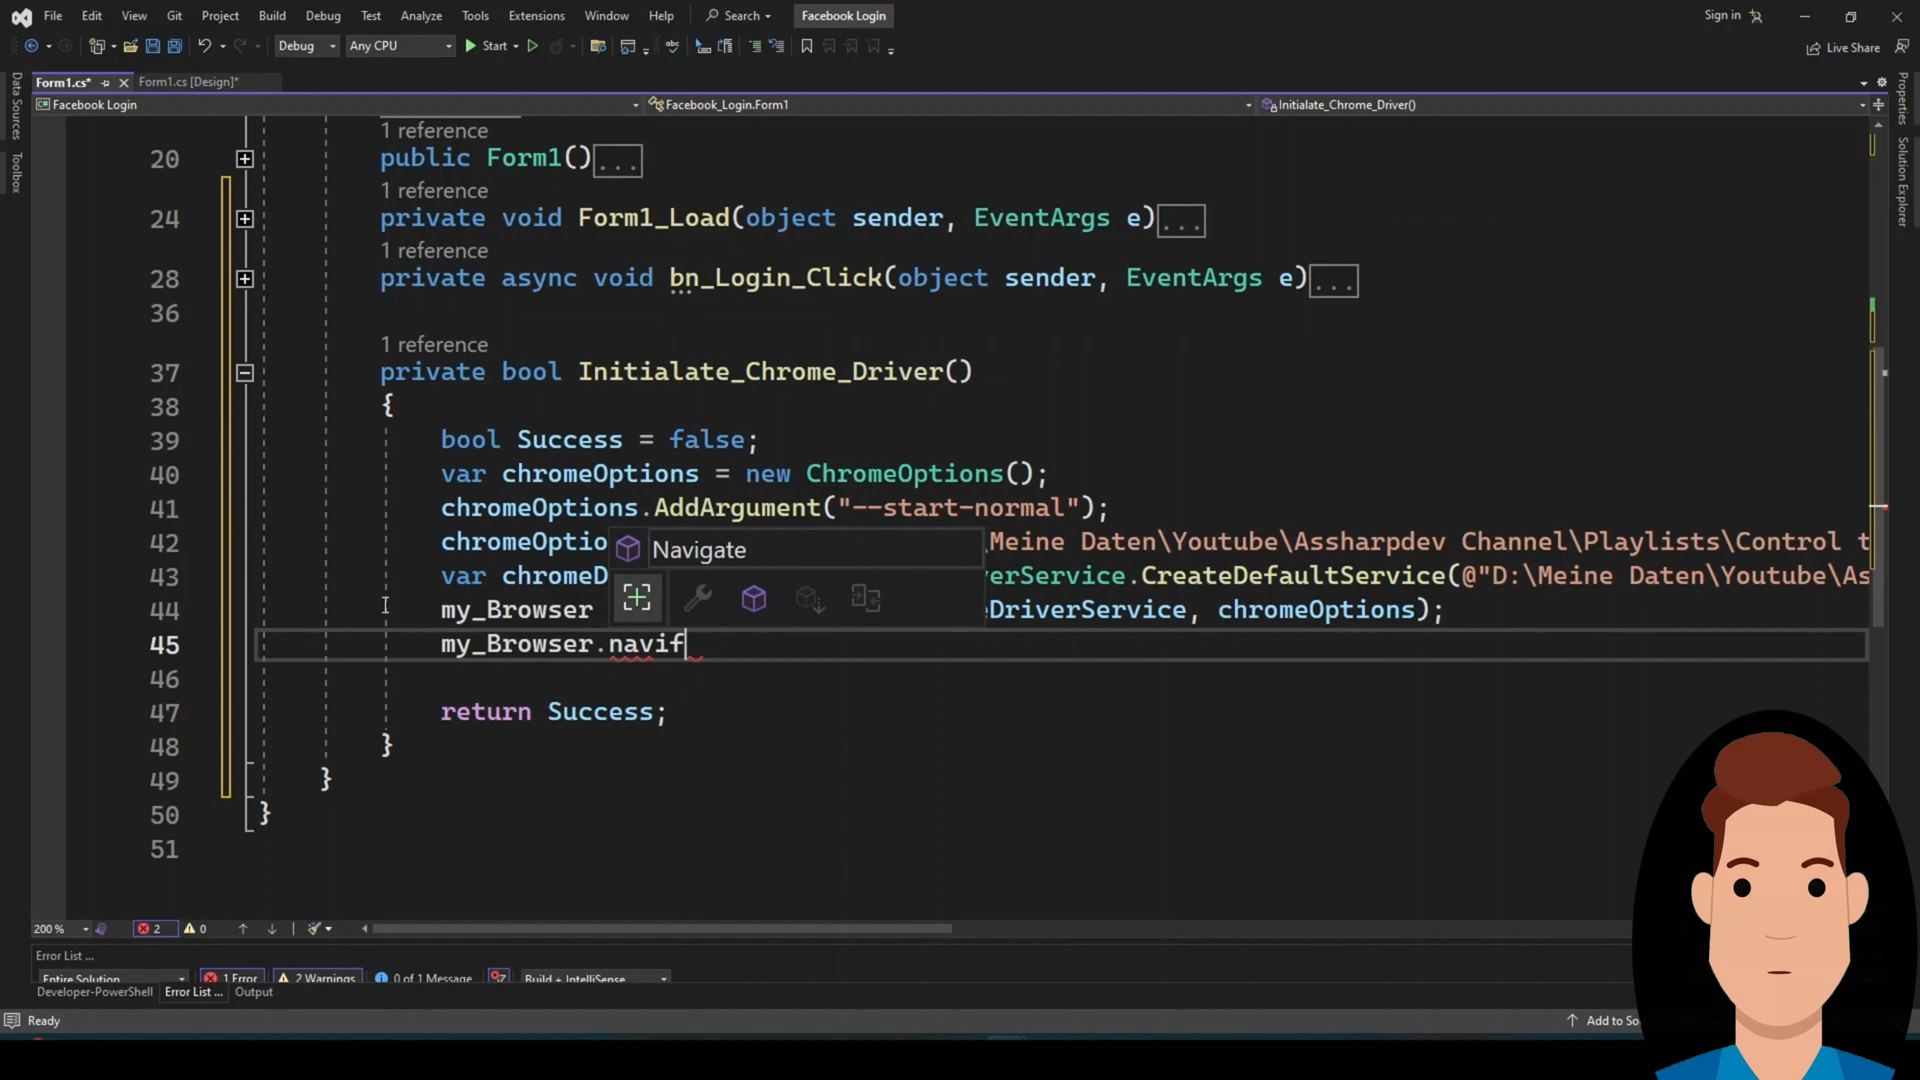 File Edit View Git Project Build Debug Test Analyze Tools Extensions Window Help Search Facebook Login Sign in
Debug Any CPU Start Live Share
Form1.cs* Form1.cs [Design]*
Facebook Login Facebook_Login.Form1 Initialate_Chrome_Driver()
Data Sources
Toolbox
Properties
Solution Explorer
1 reference
20 public Form1()...
1 reference
24 private void Form1_Load(object sender, EventArgs e)...
1 reference
28 private async void bn_Login_Click(object sender, EventArgs e)...
36
1 reference
37 private bool Initialate_Chrome_Driver()
38 {
39 bool Success = false;
40 var chromeOptions = new ChromeOptions();
41 chromeOptions.AddArgument("--start-normal");
42 chromeOptio \Meine Daten\Youtube\Assharpdev Channel\Playlists\Control t
Navigate
43 var chromeD erService.CreateDefaultService(@"D:\Meine Daten\Youtube\As
44 my_Browser eDriverService, chromeOptions);
45 my_Browser.navif
46
47 return Success;
48 }
49 }
50 }
51
200 % 2 0
Error List ...
Entire Solution 1 Error 2 Warnings 0 of 1 Message Build + IntelliSense
Developer-PowerShell Error List ... Output
Ready Add to So